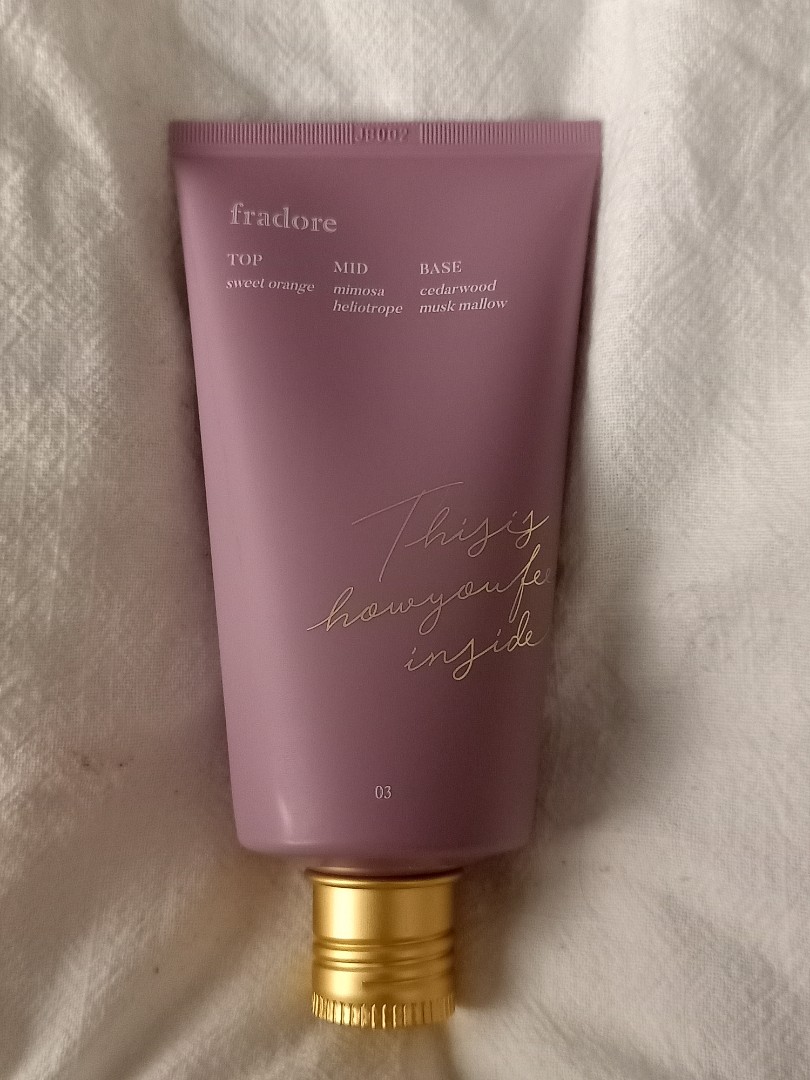 JB007
fradore
TOP
sweet orange
MID
mimosa
heliotrope
BASE
cedarwood
musk mallow
This is
how you fee
inside
03